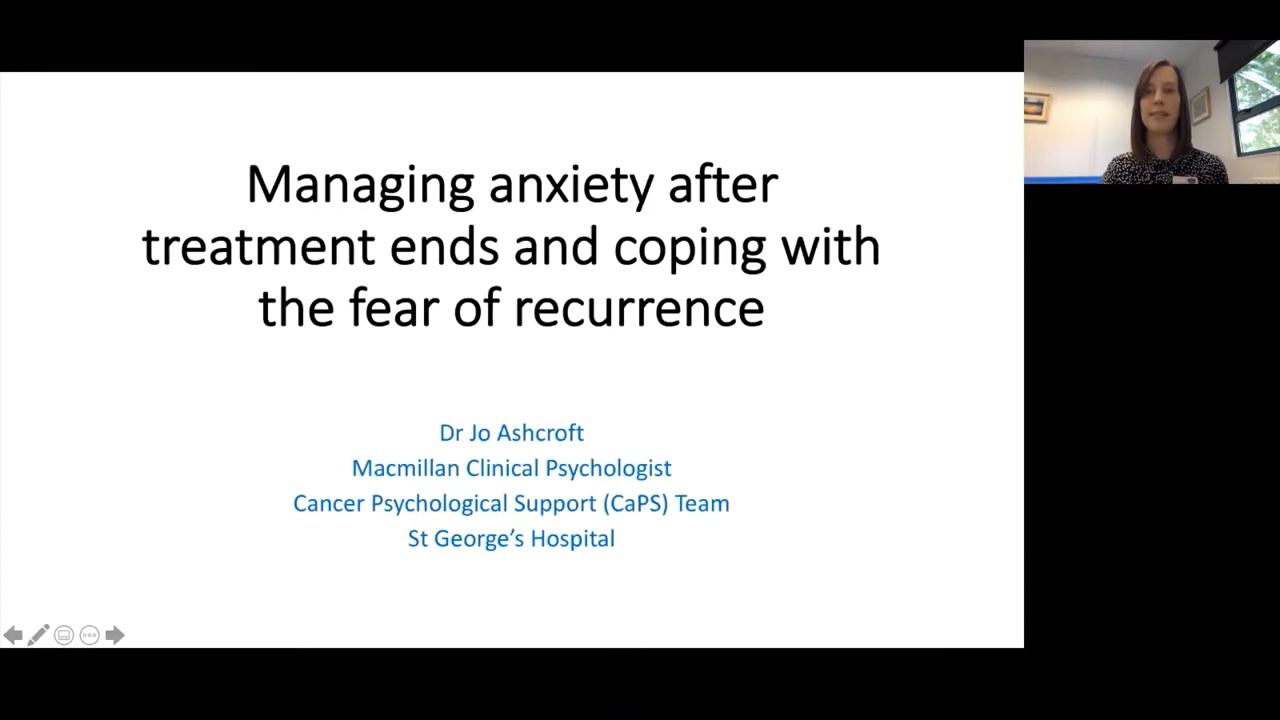 Managing anxiety after
treatment ends and coping with
the fear of recurrence
Dr Jo Ashcroft
Macmillan Clinical Psychologist
Cancer Psychological Support (CaPS) Team
St George’s Hospital